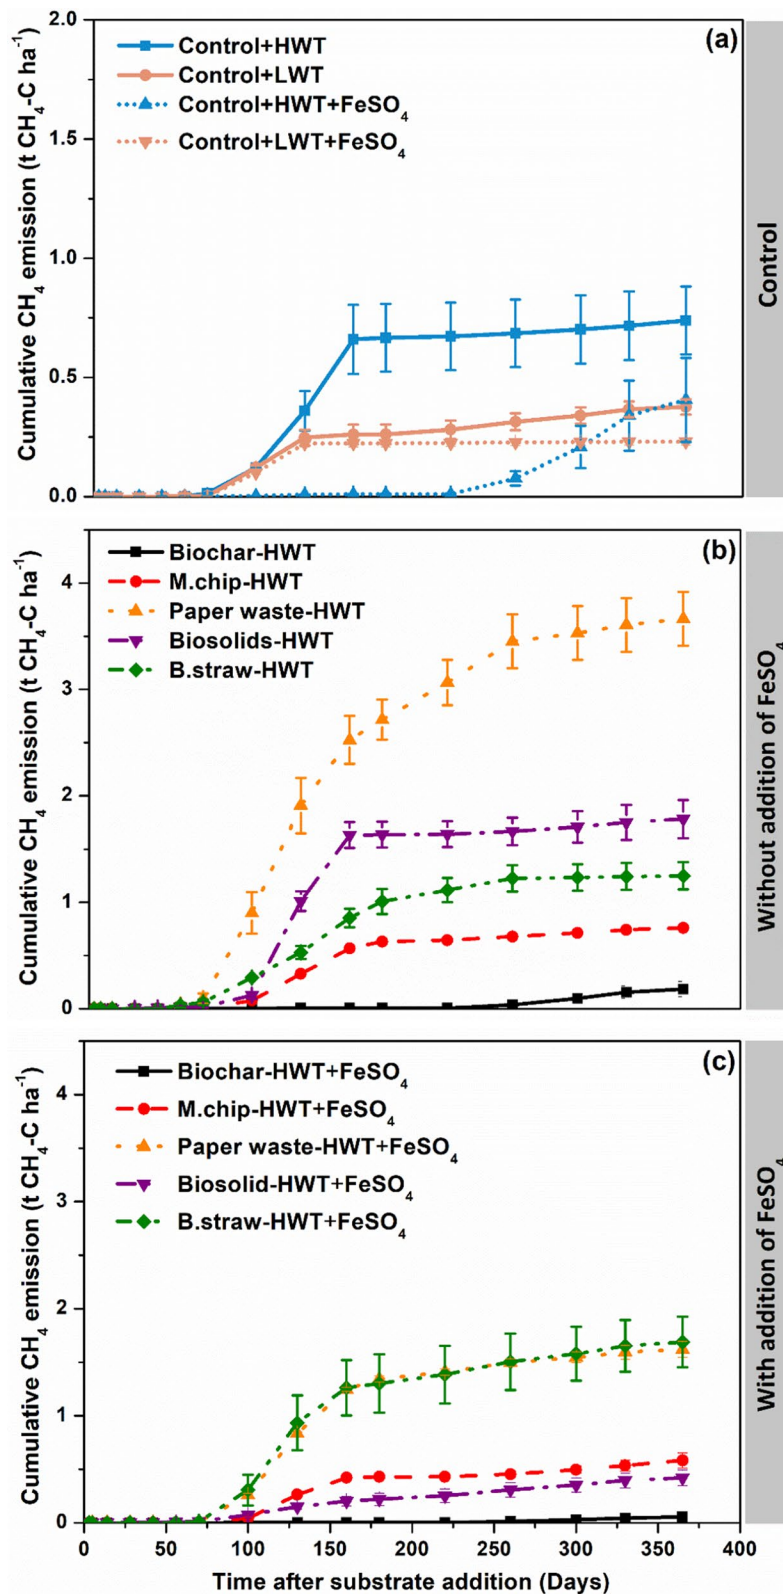 (a)
Control+HWT
Control+LWT
Control+HWT+FeSO₄
Control+LWT+FeSO₄
Cumulative CH₄ emission (t CH₄-C ha⁻¹)
2.0
1.5
1.0
0.5
0.0
Control
(b)
Biochar-HWT
M.chip-HWT
Paper waste-HWT
Biosolids-HWT
B.straw-HWT
Cumulative CH₄ emission (t CH₄-C ha⁻¹)
4
3
2
1
0
Without addition of FeSO₄
(c)
Biochar-HWT+FeSO₄
M.chip-HWT+FeSO₄
Paper waste-HWT+FeSO₄
Biosolid-HWT+FeSO₄
B.straw-HWT+FeSO₄
Cumulative CH₄ emission (t CH₄-C ha⁻¹)
4
3
2
1
0
With addition of FeSO₄
0 50 100 150 200 250 300 350 400
Time after substrate addition (Days)